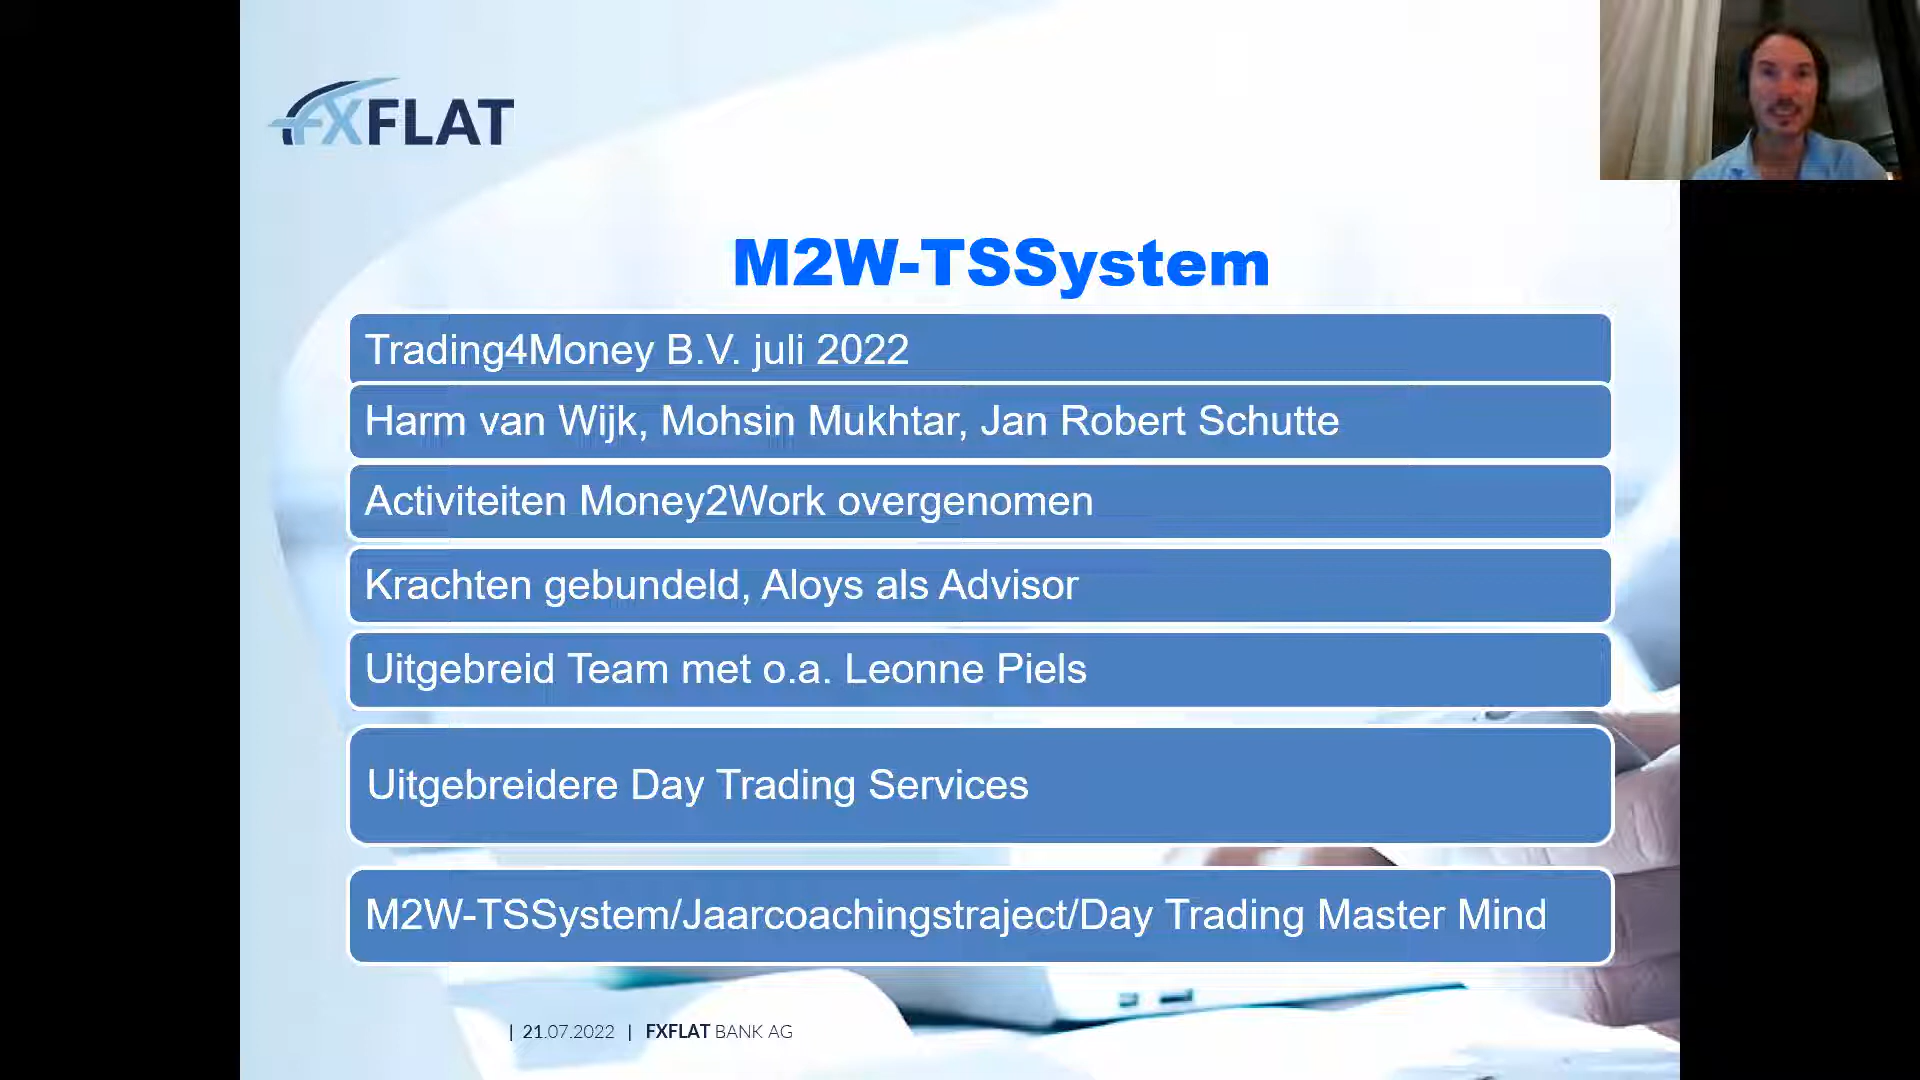 FXFLAT
M2W-TSSystem
Trading4Money B.V. juli 2022
Harm van Wijk, Mohsin Mukhtar, Jan Robert Schutte
Activiteiten Money2Work overgenomen
Krachten gebundeld, Aloys als Advisor
Uitgebreid Team met o.a. Leonne Piels
Uitgebreidere Day Trading Services
M2W-TSSystem/Jaarcoachingstraject/Day Trading Master Mind
| 21.07.2022 | FXFLAT BANK AG